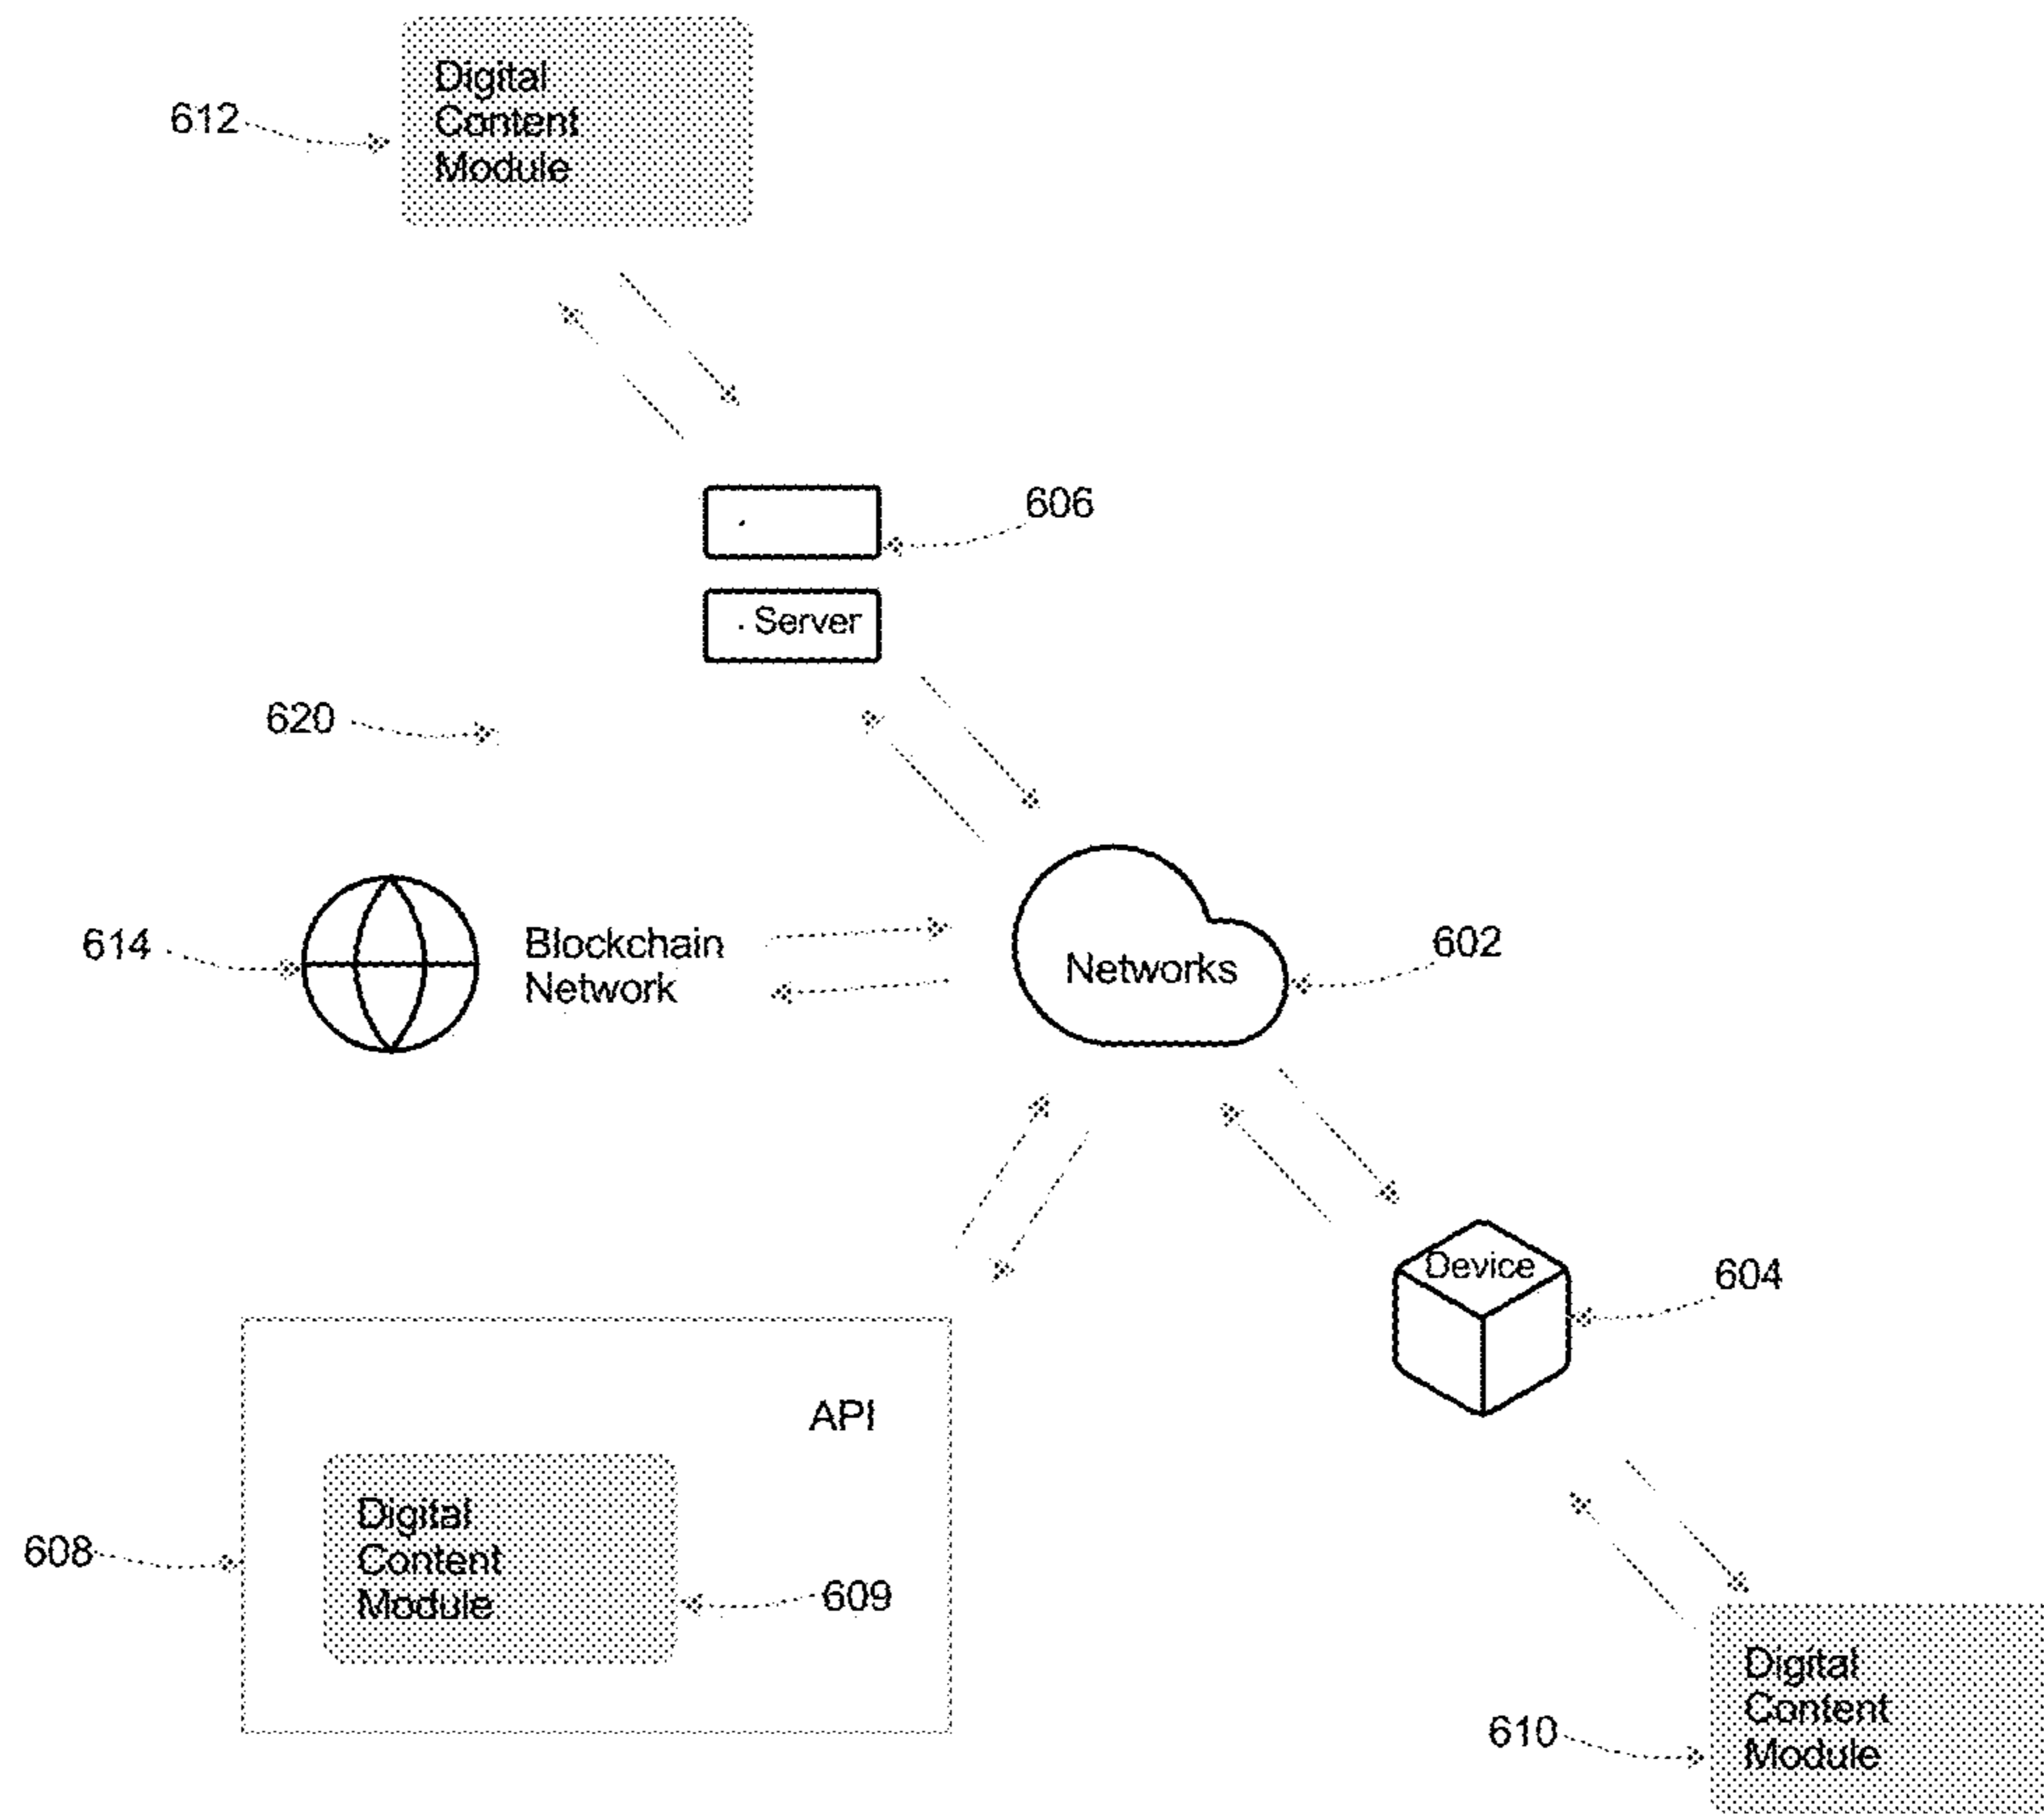 Digital
Content
Module
612
606
Server
620
614
Blockchain
Network
Networks
602
Device
604
API
608
Digital
Content
Module
609
610
Digital
Content
Module